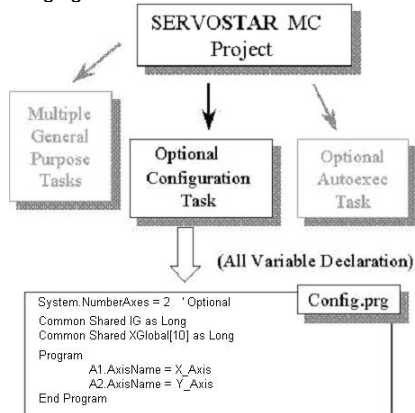 SERVOSTAR MC
Project
Multiple
General
Purpose
Tasks
Optional
Configuration
Task
Optional
Autoexec
Task
(All Variable Declaration)
Config.prg
System.NumberAxes = 2 ' Optional
Common Shared IG as Long
Common Shared XGlobal[10] as Long
Program
A1.AxisName = X_Axis
A2.AxisName = Y_Axis
End Program